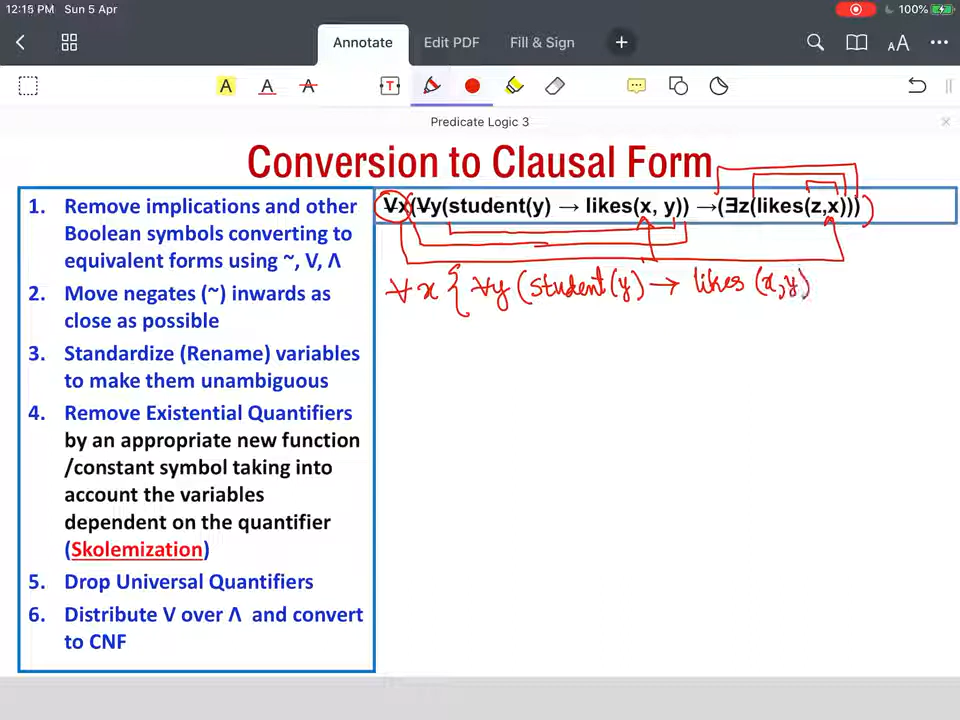 12:15 PM Sun 5 Apr
100%
Annotate Edit PDF Fill & Sign
A A A T AA
Predicate Logic 3
Conversion to Clausal Form
1. Remove implications and other
Boolean symbols converting to
equivalent forms using ~, V, Λ
2. Move negates (~) inwards as
close as possible
3. Standardize (Rename) variables
to make them unambiguous
4. Remove Existential Quantifiers
by an appropriate new function
/constant symbol taking into
account the variables
dependent on the quantifier
(Skolemization)
5. Drop Universal Quantifiers
6. Distribute V over Λ and convert
to CNF
∀x(∀y(student(y) → likes(x, y)) →(∃z(likes(z,x))))
∀x { ∀y (student(y) → likes (x,y)